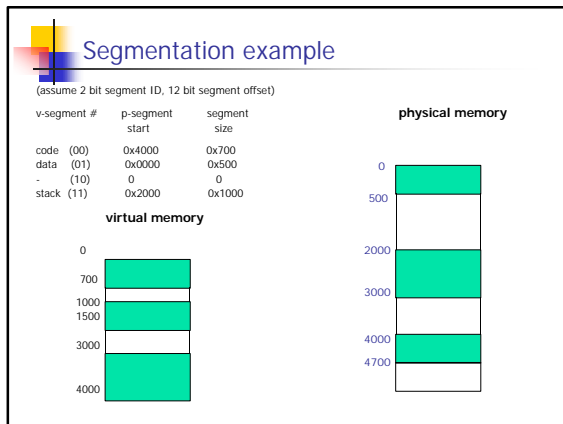 Segmentation example
(assume 2 bit segment ID, 12 bit segment offset)
v-segment # p-segment segment
start size
code (00) 0x4000 0x700
data (01) 0x0000 0x500
- (10) 0 0
stack (11) 0x2000 0x1000
virtual memory
0
700
1000
1500
3000
4000
physical memory
0
500
2000
3000
4000
4700